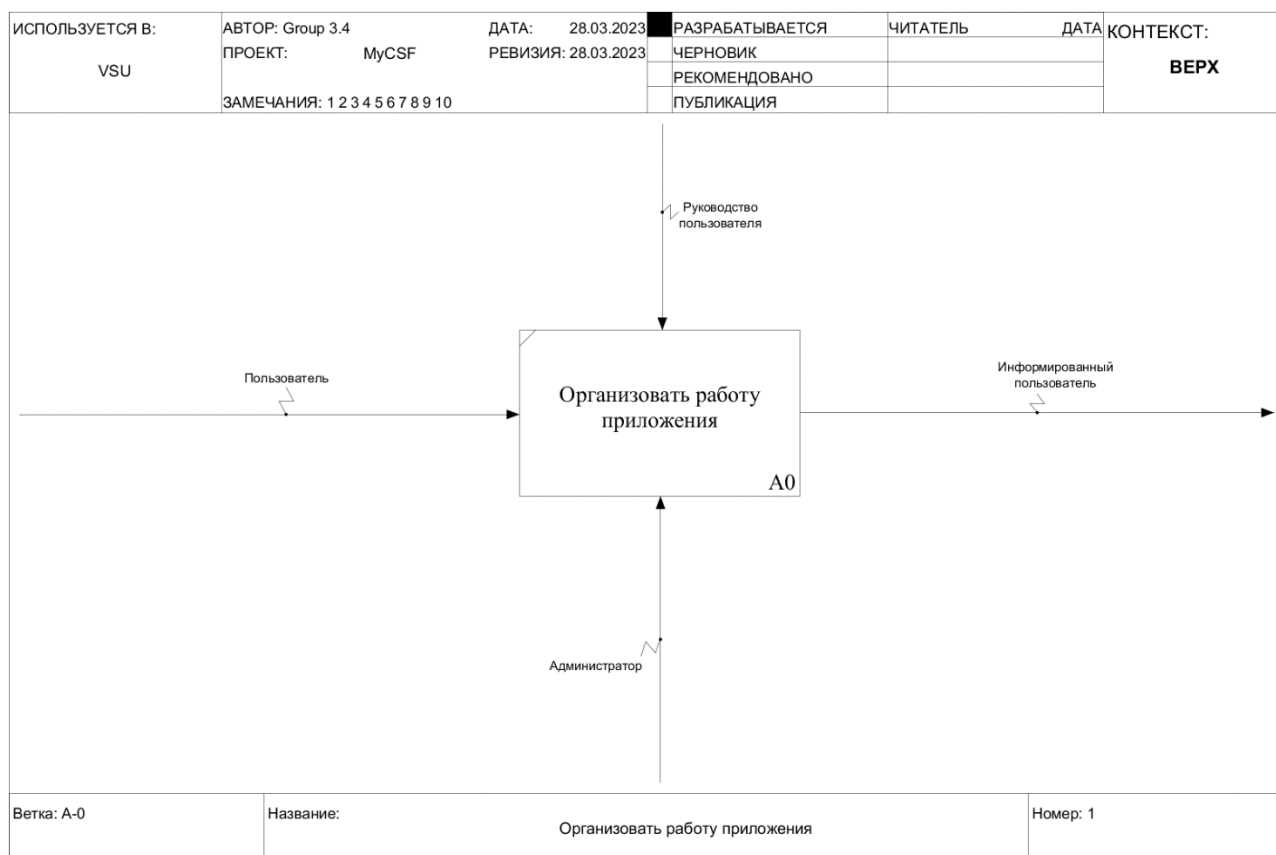 ИСПОЛЬЗУЕТСЯ В:
VSU
АВТОР: Group 3.4
ДАТА: 28.03.2023
ПРОЕКТ: MyCSF
РЕВИЗИЯ: 28.03.2023
ЗАМЕЧАНИЯ: 1 2 3 4 5 6 7 8 9 10
РАЗРАБАТЫВАЕТСЯ
ЧЕРНОВИК
РЕКОМЕНДОВАНО
ПУБЛИКАЦИЯ
ЧИТАТЕЛЬ
ДАТА
КОНТЕКСТ:
ВЕРХ
Руководство
пользователя
Пользователь
Организовать работу
приложения
A0
Информированный
пользователь
Администратор
Ветка: A-0
Название:
Организовать работу приложения
Номер: 1